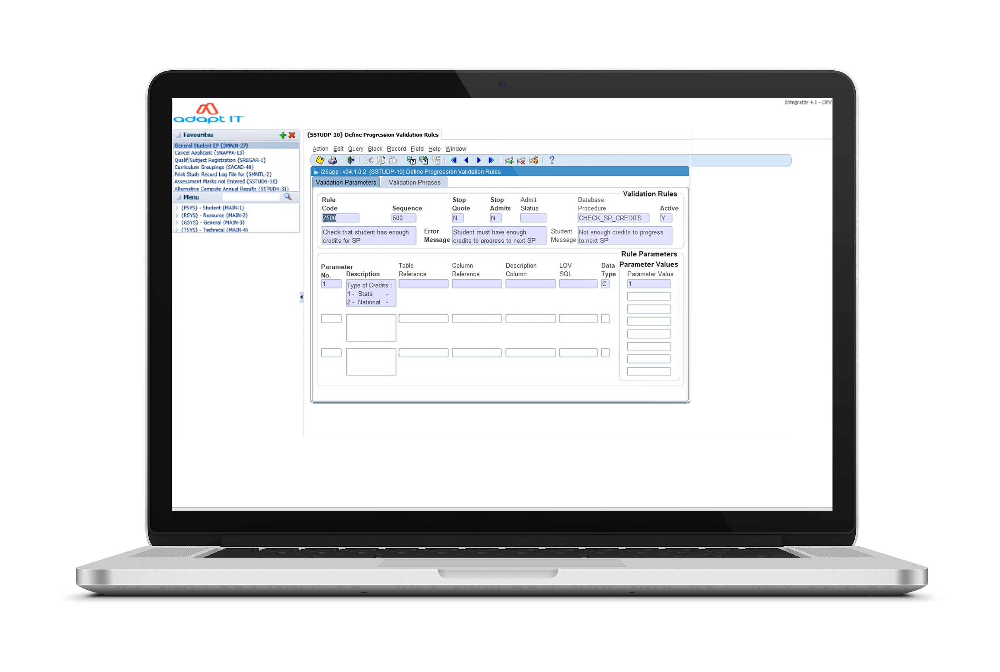 adapt IT
Integrator 4.1 - DEV
Favourites
General Student EP {SMAIN-27}
Cancel Applicant {SNAPPA-13}
Qualif/Subject Registration {SREGAR-1}
Curriculum Groupings {SACAD-40}
Print Study Record Log File for {SMNTL-2}
Assessment Marks not Entered {SSTUD1-31}
Alternative Compute Annual Results {SSTUD4-31}
Menu
{PSYS} - Student {MAIN-1}
{RSYS} - Resource {MAIN-2}
{GSYS} - General {MAIN-3}
{TSYS} - Technical {MAIN-4}
{SSTUDP-10} Define Progression Validation Rules
Action Edit Query Block Record Field Help Window
i26app : v04.1.0.2 {SSTUDP-10} Define Progression Validation Rules
Validation Parameters Validation Phrases
Validation Rules
Rule Stop Stop Admit Database
Code Sequence Quote Admits Status Procedure Active
Z500 500 N N CHECK_SP_CREDITS Y
Check that student has enough Error Student must have enough Student Not enough credits to progress
credits for SP Message credits to progress to next SP Message to next SP
Rule Parameters
Parameter Table Column Description LOV Data Parameter Values
No. Description Reference Reference Column SQL Type Parameter Value
1 Type of Credits : C 1
1 - Stats -
2 - National -